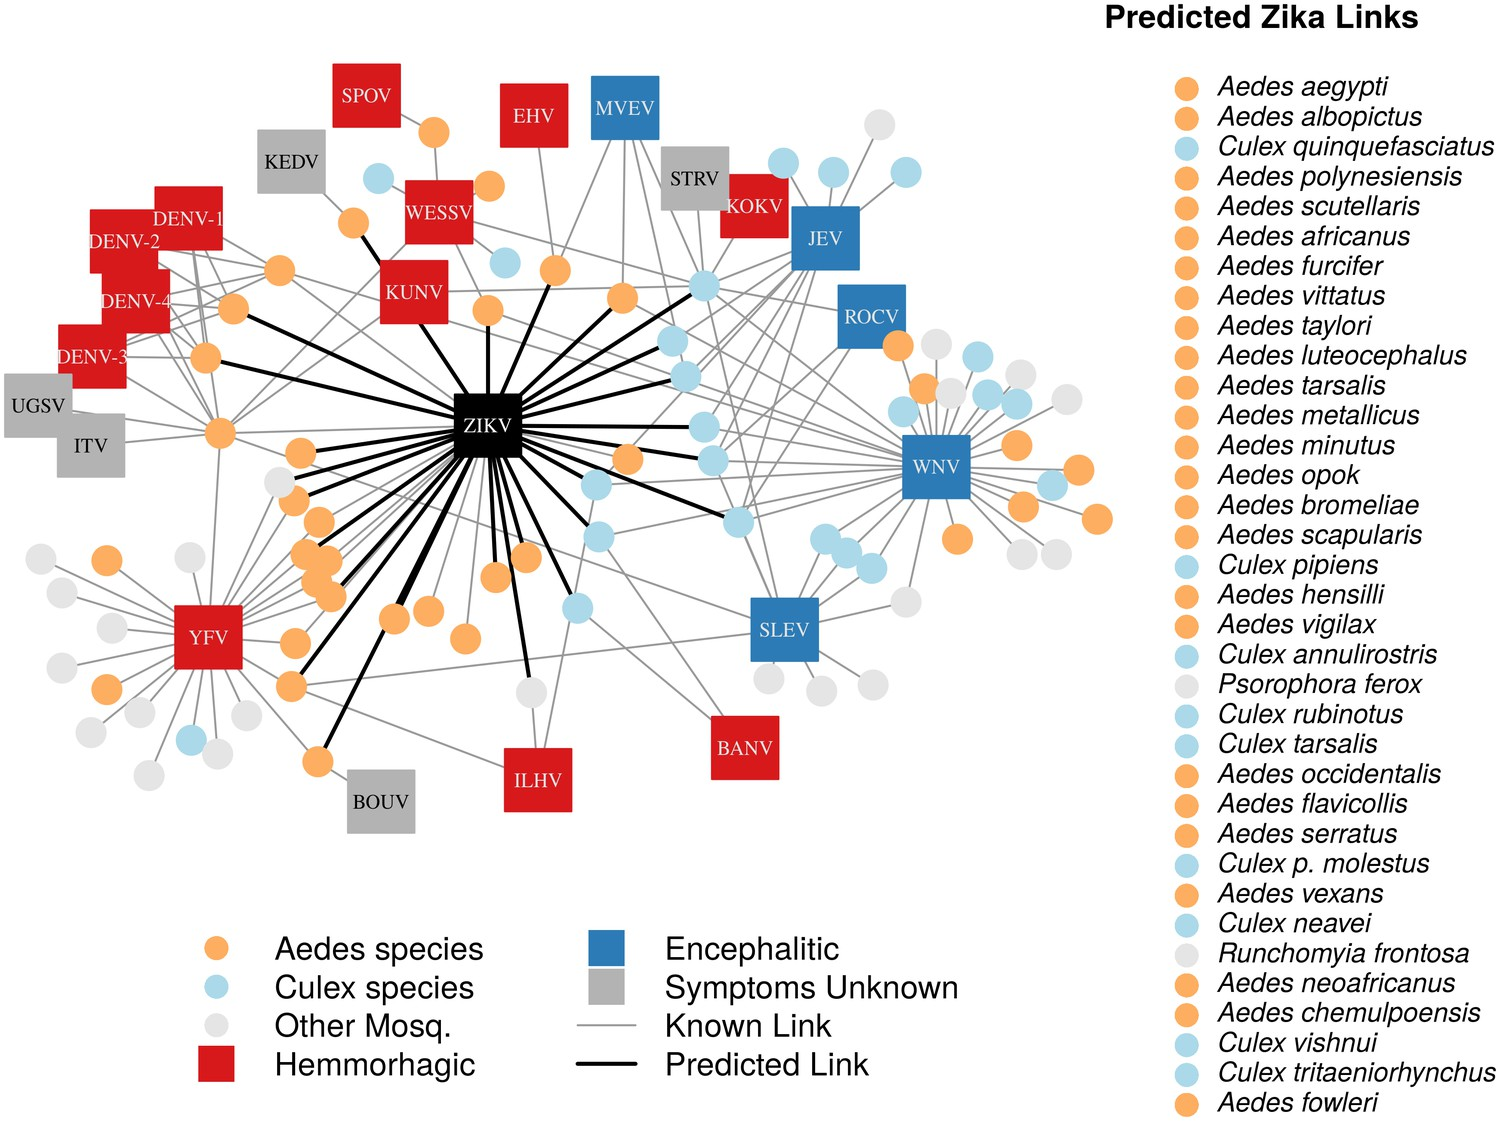 Predicted Zika Links
SPOV
EHV
MVEV
KEDV
STRV
KOKV
WESSV
DENV-1
DENV-2
JEV
KUNV
DENV-4
ROCV
DENV-3
UGSV
ITV
ZIKV
WNV
YFV
SLEV
BANV
ILHV
BOUV
Aedes aegypti
Aedes albopictus
Culex quinquefasciatus
Aedes polynesiensis
Aedes scutellaris
Aedes africanus
Aedes furcifer
Aedes vittatus
Aedes taylori
Aedes luteocephalus
Aedes tarsalis
Aedes metallicus
Aedes minutus
Aedes opok
Aedes bromeliae
Aedes scapularis
Culex pipiens
Aedes hensilli
Aedes vigilax
Culex annulirostris
Psorophora ferox
Culex rubinotus
Culex tarsalis
Aedes occidentalis
Aedes flavicollis
Aedes serratus
Culex p. molestus
Aedes vexans
Culex neavei
Runchomyia frontosa
Aedes neoafricanus
Aedes chemulpoensis
Culex vishnui
Culex tritaeniorhynchus
Aedes fowleri
Aedes species
Culex species
Other Mosq.
Hemmorhagic
Encephalitic
Symptoms Unknown
Known Link
Predicted Link